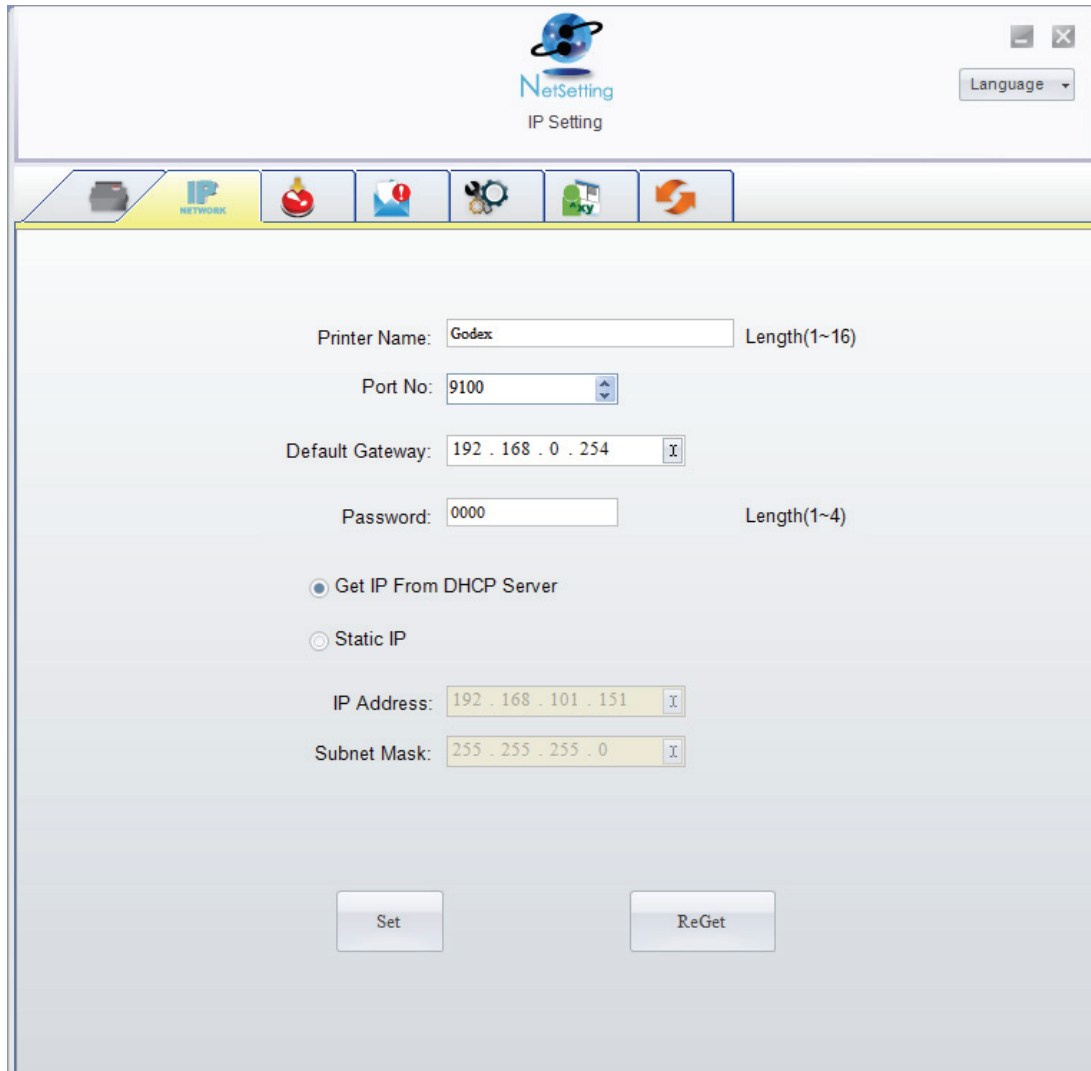 NetSetting
Language
IP Setting
IP
NETWORK
^xy
Printer Name: Godex Length(1~16)
Port No: 9100
Default Gateway: 192 . 168 . 0 . 254
Password: 0000 Length(1~4)
Get IP From DHCP Server
Static IP
IP Address: 192 . 168 . 101 . 151
Subnet Mask: 255 . 255 . 255 . 0
Set ReGet